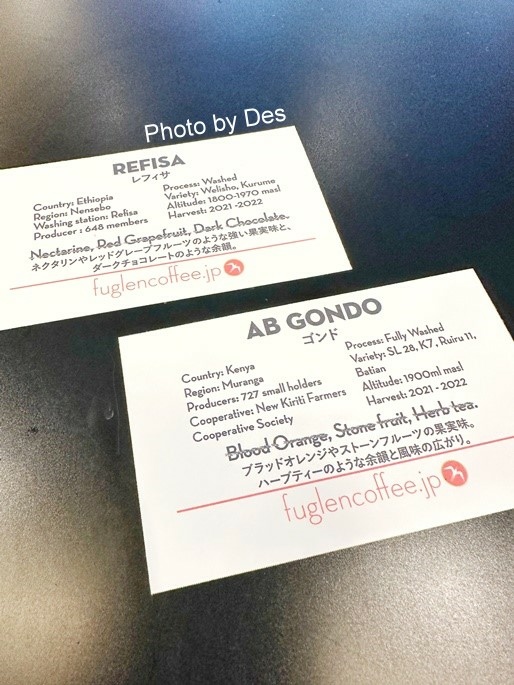 Photo by Des
REFISA
レフィサ
Country: Ethiopia
Region: Nensebo
Washing station: Refisa
Producer : 648 members
Process: Washed
Variety: Welisho, Kurume
Altitude: 1800-1970 masl
Harvest: 2021 -2022
Nectarine, Red Grapefruit, Dark Chocolate.
ネクタリンやレッドグレープフルーツのような強い果実味と、
ダークチョコレートのような余韻。
fuglencoffee.jp
AB GONDO
ゴンド
Country: Kenya
Region: Muranga
Producers: 727 small holders
Cooperative: New Kiriti Farmers
Cooperative Society
Process: Fully Washed
Variety: SL 28, K7, Ruiru 11,
Batian
Altitude: 1900ml masl
Harvest: 2021 - 2022
Blood Orange, Stone fruit, Herb tea.
ブラッドオレンジやストーンフルーツの果実味。
ハーブティーのような余韻と風味の広がり。
fuglencoffee.jp